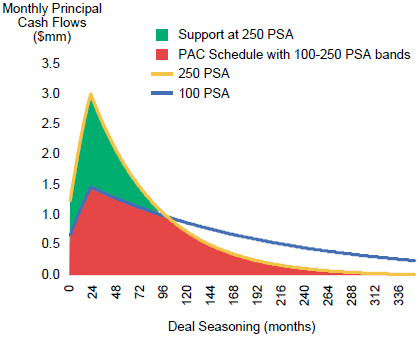 Monthly Principal
Cash Flows
($mm)
Support at 250 PSA
PAC Schedule with 100-250 PSA bands
250 PSA
100 PSA
3.5
3.0
2.5
2.0
1.5
1.0
0.5
0.0
0 24 48 72 96 120 144 168 192 216 240 264 288 312 336
Deal Seasoning (months)